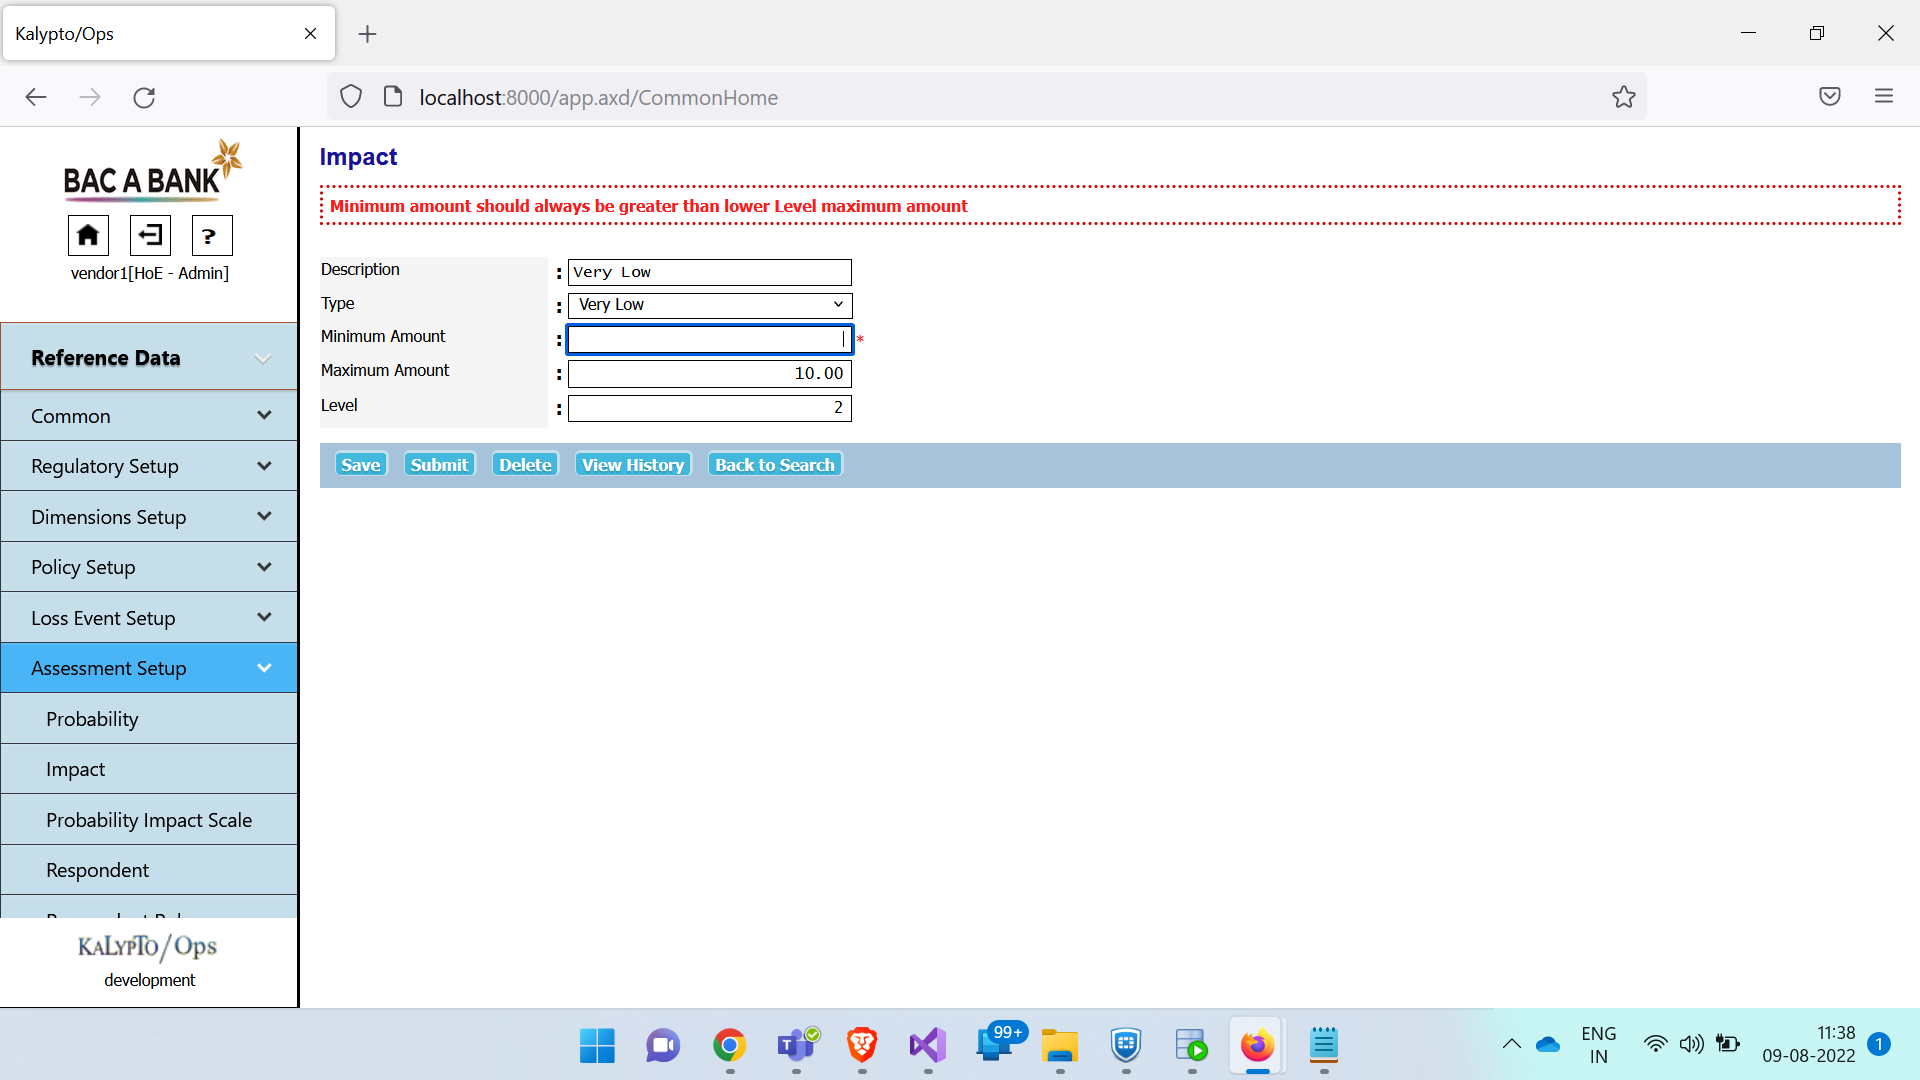 Kalypto/Ops
localhost:8000/app.axd/CommonHome
BAC A BANK
?
vendor1[HoE - Admin]
Reference Data
Common
Regulatory Setup
Dimensions Setup
Policy Setup
Loss Event Setup
Assessment Setup
Probability
Impact
Probability Impact Scale
Respondent
KALYPTO/Ops
development
Impact
Minimum amount should always be greater than lower Level maximum amount
Description : Very Low
Type : Very Low
Minimum Amount : *
Maximum Amount : 10.00
Level : 2
Save Submit Delete View History Back to Search
T
99+
ENG
IN
11:38
09-08-2022
1